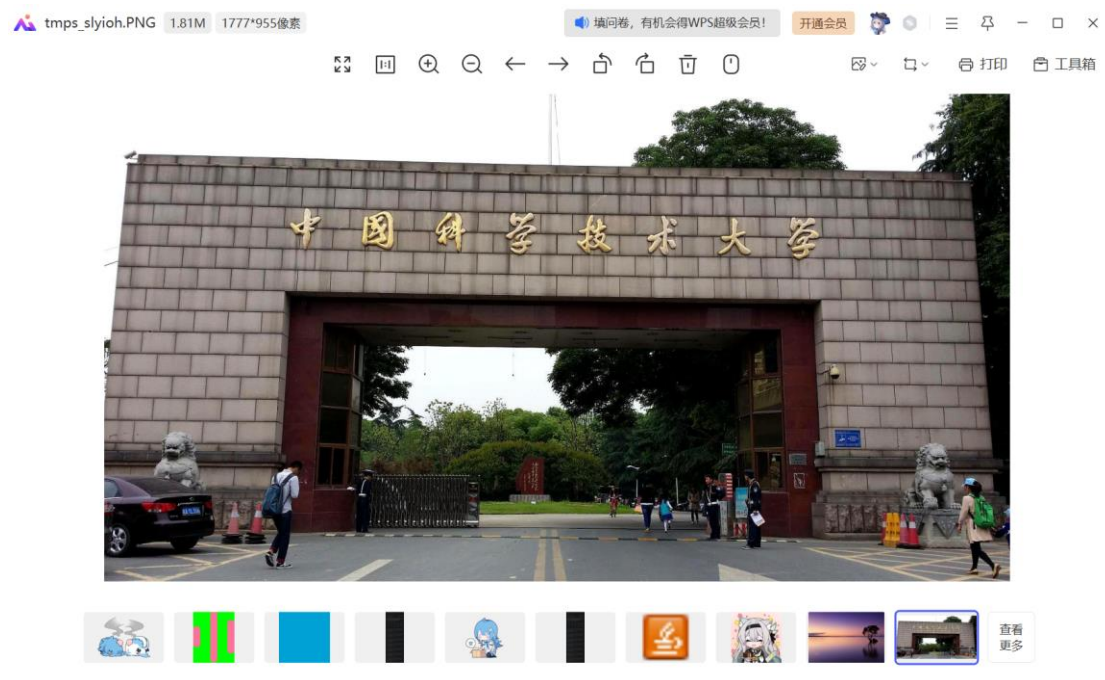 tmps_slyioh.PNG 1.81M 1777*955像素 填问卷，有机会得WPS超级会员！ 开通会员
1:1 打印 工具箱
中国科学技术大学
查看
更多